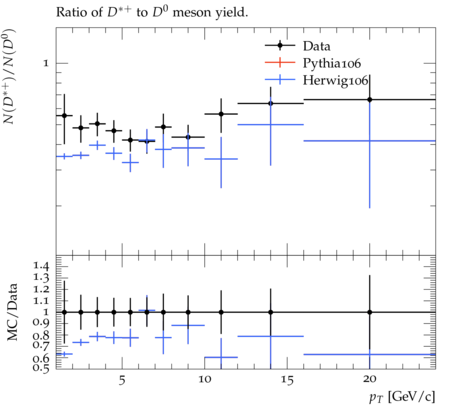 Ratio of D*+ to D0 meson yield.
N(D*+)/N(D0)
1
Data
Pythia106
Herwig106
MC/Data
1.4
1.3
1.2
1.1
1
0.9
0.8
0.7
0.6
0.5
5
10
15
20
pT [GeV/c]